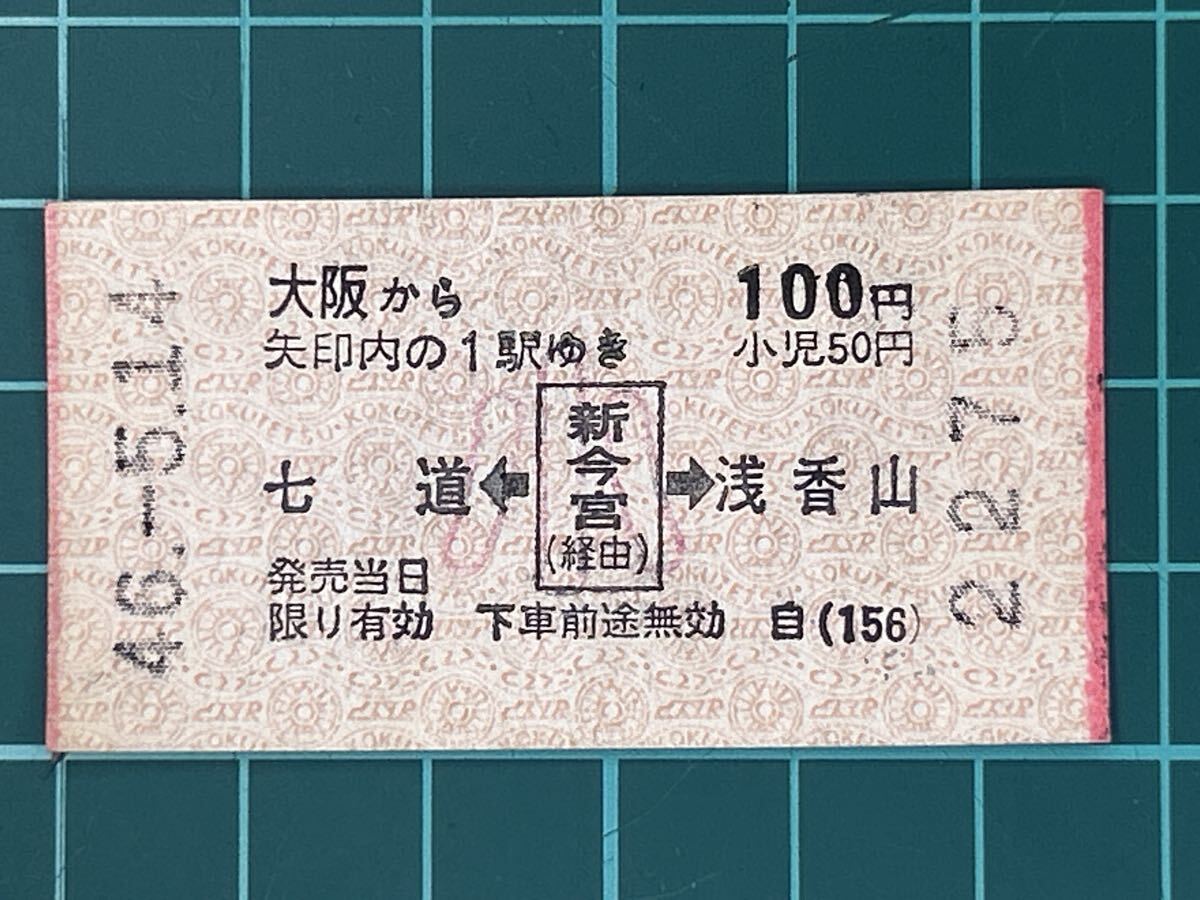 46.-5.14
大阪から 100円
矢印内の1駅ゆき 小児50円
七道←新今宮(経由)→浅香山
発売当日
限り有効 下車前途無効 自(156)
2275